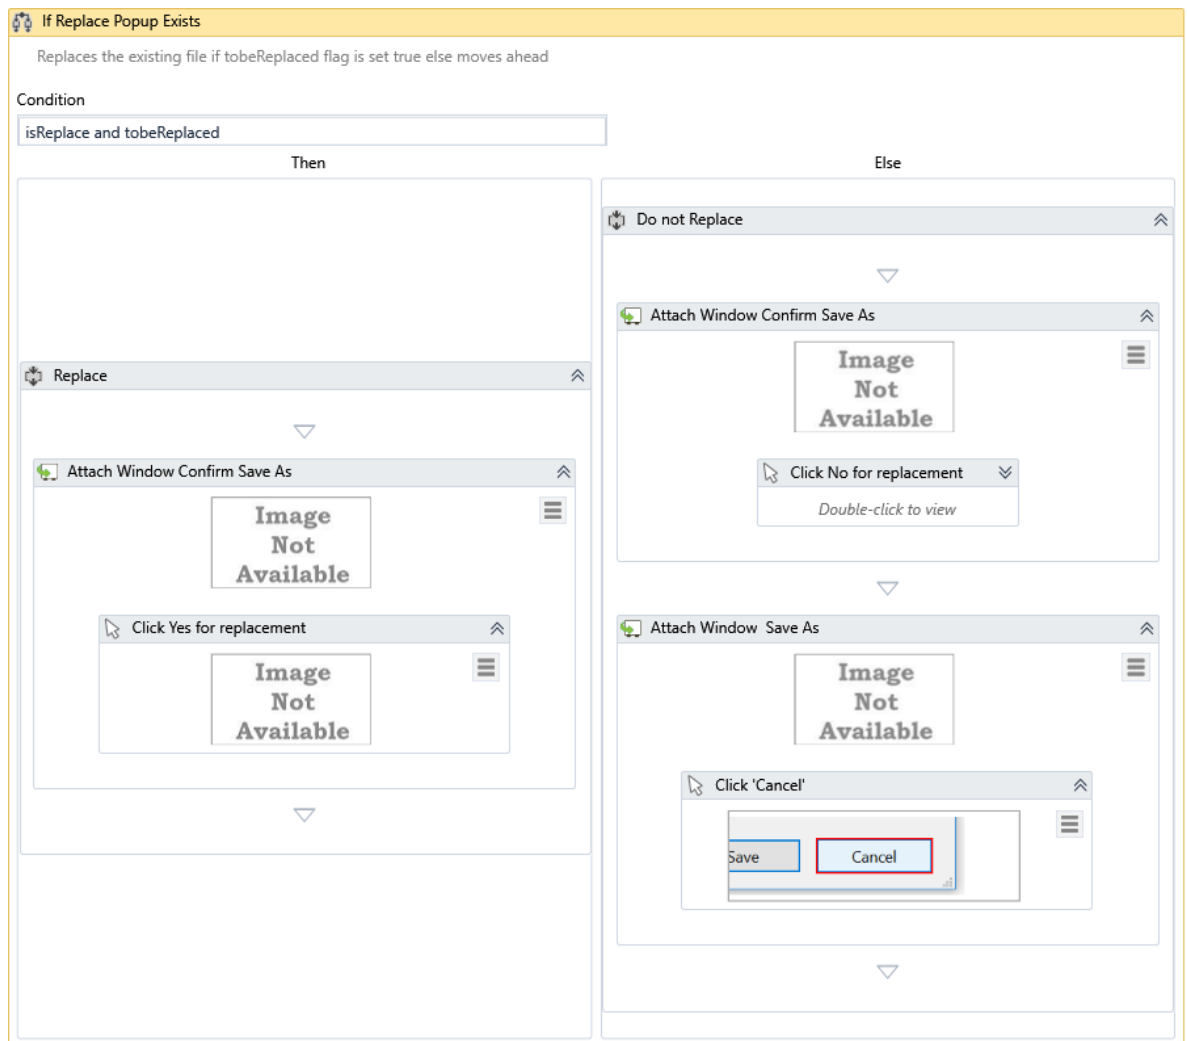 If Replace Popup Exists
Replaces the existing file if tobeReplaced flag is set true else moves ahead
Condition
isReplace and tobeReplaced
Then
Else
Replace
Attach Window Confirm Save As
Image
Not
Available
Click Yes for replacement
Image
Not
Available
Do not Replace
Attach Window Confirm Save As
Image
Not
Available
Click No for replacement
Double-click to view
Attach Window  Save As
Image
Not
Available
Click 'Cancel'
Save
Cancel